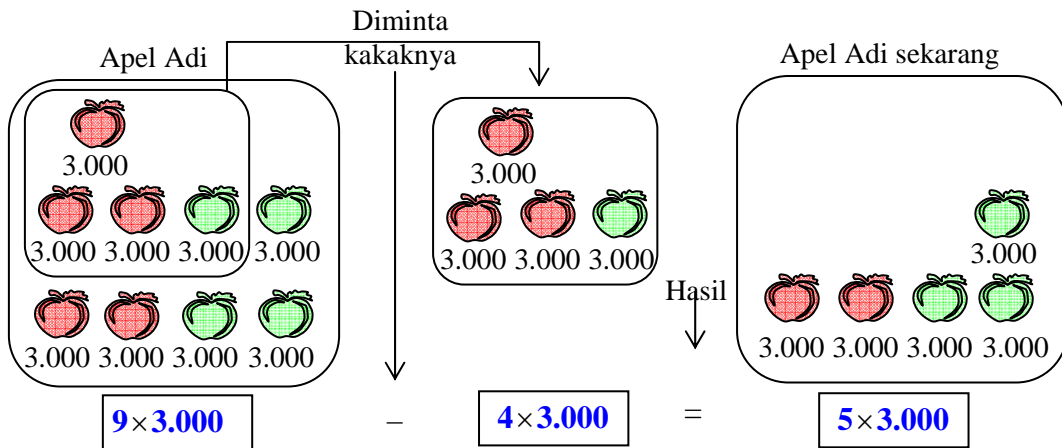 Diminta
kakaknya
Apel Adi
Apel Adi sekarang
3.000
3.000 3.000 3.000 3.000
3.000 3.000 3.000 3.000
3.000
3.000 3.000 3.000
Hasil
3.000
3.000 3.000 3.000 3.000
9×3.000 – 4×3.000 = 5×3.000